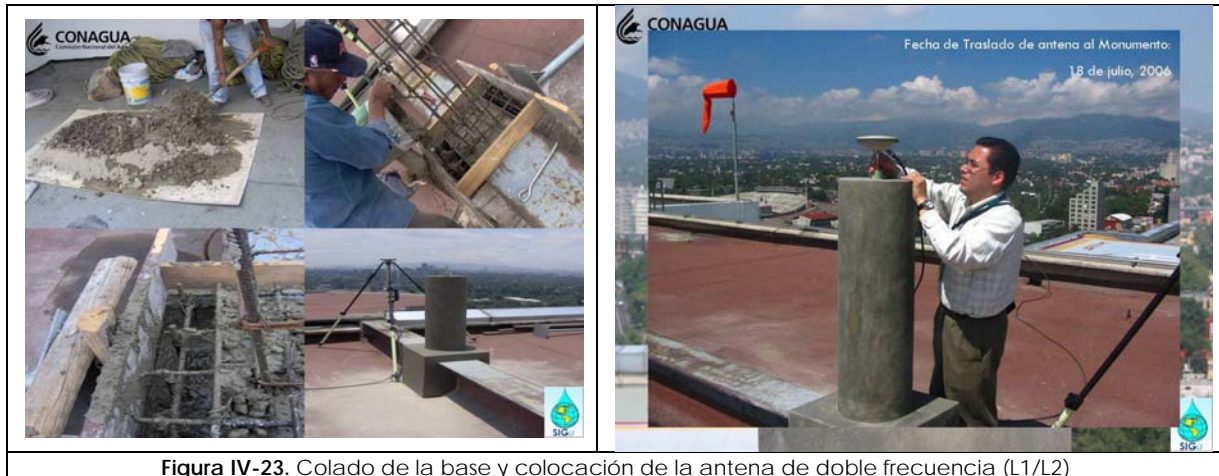 CONAGUA
Comisión Nacional del Agua
SIG
CONAGUA
Fecha de Traslado de antena al Monumento:
18 de julio, 2006
SIG
Figura IV-23. Colado de la base y colocación de la antena de doble frecuencia (L1/L2)